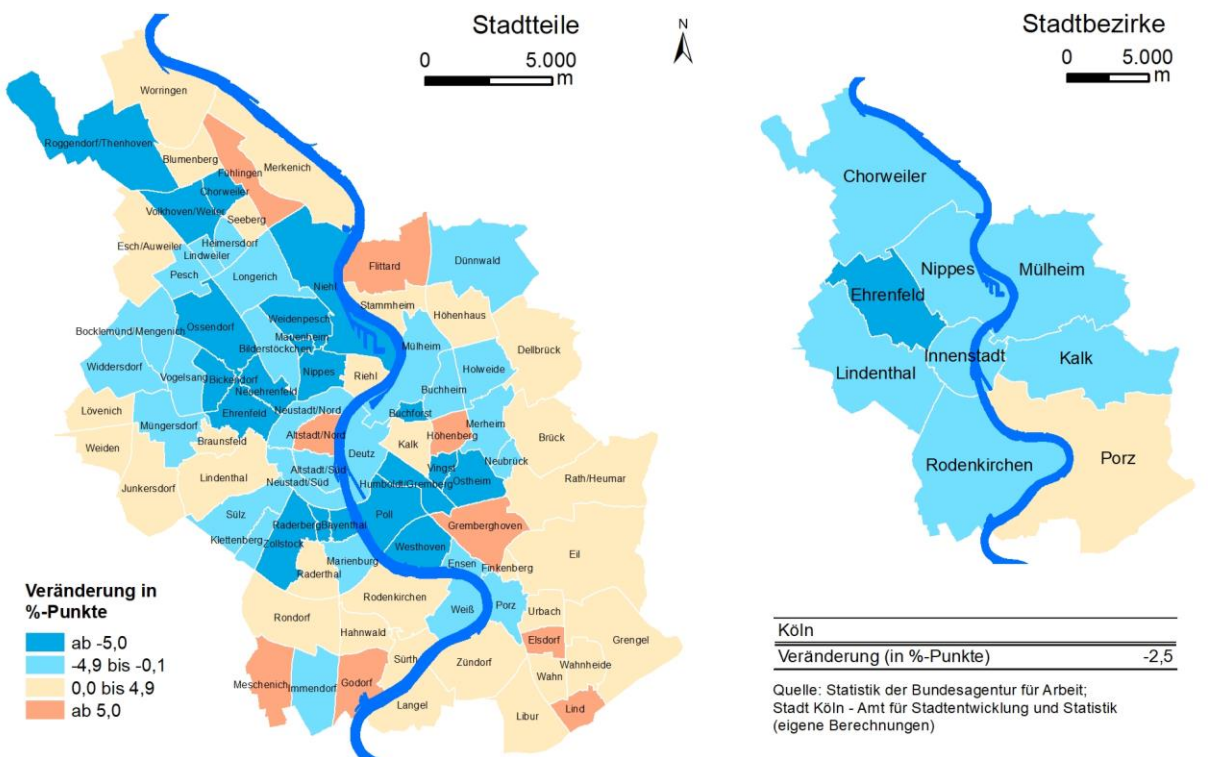 Stadtteile
0 5.000
m
N
Stadtbezirke
0 5.000
m
Worringen
Roggendorf/Thenhoven
Blumenberg
Fühlingen
Merkenich
Chorweiler
Volkhoven/Weiler
Seeberg
Esch/Auweiler
Heimersdorf
Lindweiler
Pesch
Longerich
Niehl
Flittard
Dünnwald
Stammheim
Höhenhaus
Weidenpesch
Ossendorf
Mauenheim
Bocklemünd/Mengenich
Bilderstöckchen
Mülheim
Dellbrück
Widdersdorf
Vogelsang
Bickendorf
Nippes
Riehl
Holweide
Neuehrenfeld
Buchheim
Lövenich
Ehrenfeld
Neustadt/Nord
Buchforst
Müngersdorf
Altstadt/Nord
Höhenberg
Merheim
Weiden
Braunsfeld
Kalk
Brück
Deutz
Junkersdorf
Lindenthal
Altstadt/Süd
Neustadt/Süd
Vingst
Neubrück
Ostheim
Rath/Heumar
Humboldt/Gremberg
Sülz
Raderberg
Bayenthal
Poll
Gremberghoven
Klettenberg
Zollstock
Westhoven
Eil
Marienburg
Raderthal
Ensen
Finkenberg
Rodenkirchen
Weiß
Porz
Urbach
Rondorf
Hahnwald
Elsdorf
Grengel
Sürth
Zündorf
Wahnheide
Wahn
Meschenich
Immendorf
Godorf
Langel
Libur
Lind
Veränderung in
%-Punkte
ab -5,0
-4,9 bis -0,1
0,0 bis 4,9
ab 5,0
Chorweiler
Nippes
Mülheim
Ehrenfeld
Innenstadt
Kalk
Lindenthal
Rodenkirchen
Porz
Köln
Veränderung (in %-Punkte) -2,5
Quelle: Statistik der Bundesagentur für Arbeit;
Stadt Köln - Amt für Stadtentwicklung und Statistik
(eigene Berechnungen)